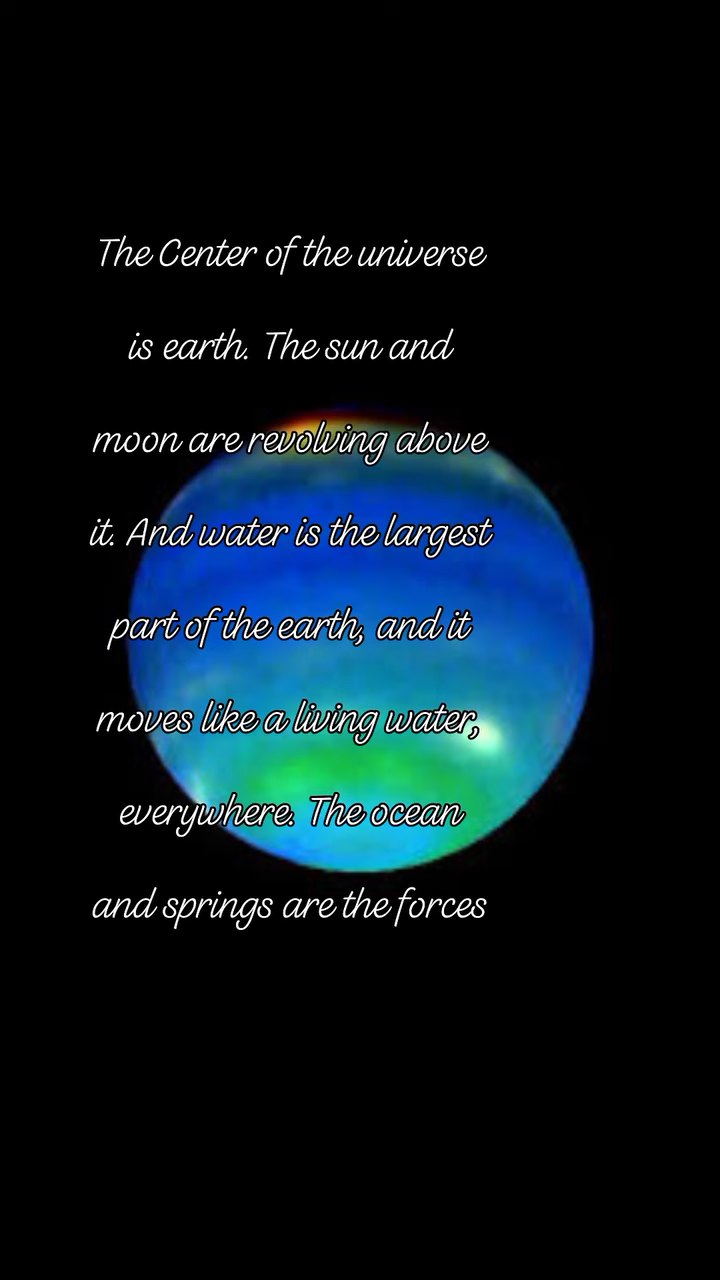 The Center of the universe
is earth. The sun and
moon are revolving above
it. And water is the largest
part of the earth, and it
moves like a living water,
everywhere. The ocean
and springs are the forces